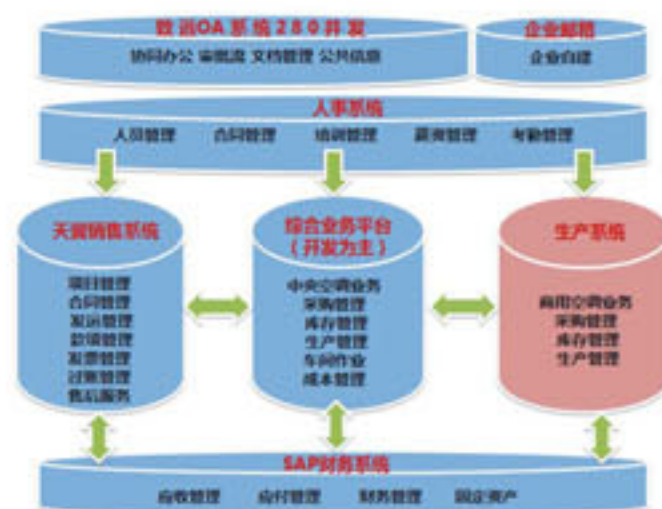 致远OA系统280并发
协同办公 审批流 文档管理 公共信息
企业邮箱
企业自建
人事系统
人员管理 合同管理 培训管理 薪资管理 考勤管理
天翼销售系统
项目管理
合同管理
发运管理
款项管理
发票管理
过账管理
售后服务
综合业务平台
(开发为主)
中央空调业务
采购管理
库存管理
生产管理
车间作业
成本管理
生产系统
商用空调业务
采购管理
库存管理
生产管理
SAP财务系统
应收管理 应付管理 财务管理 固定资产